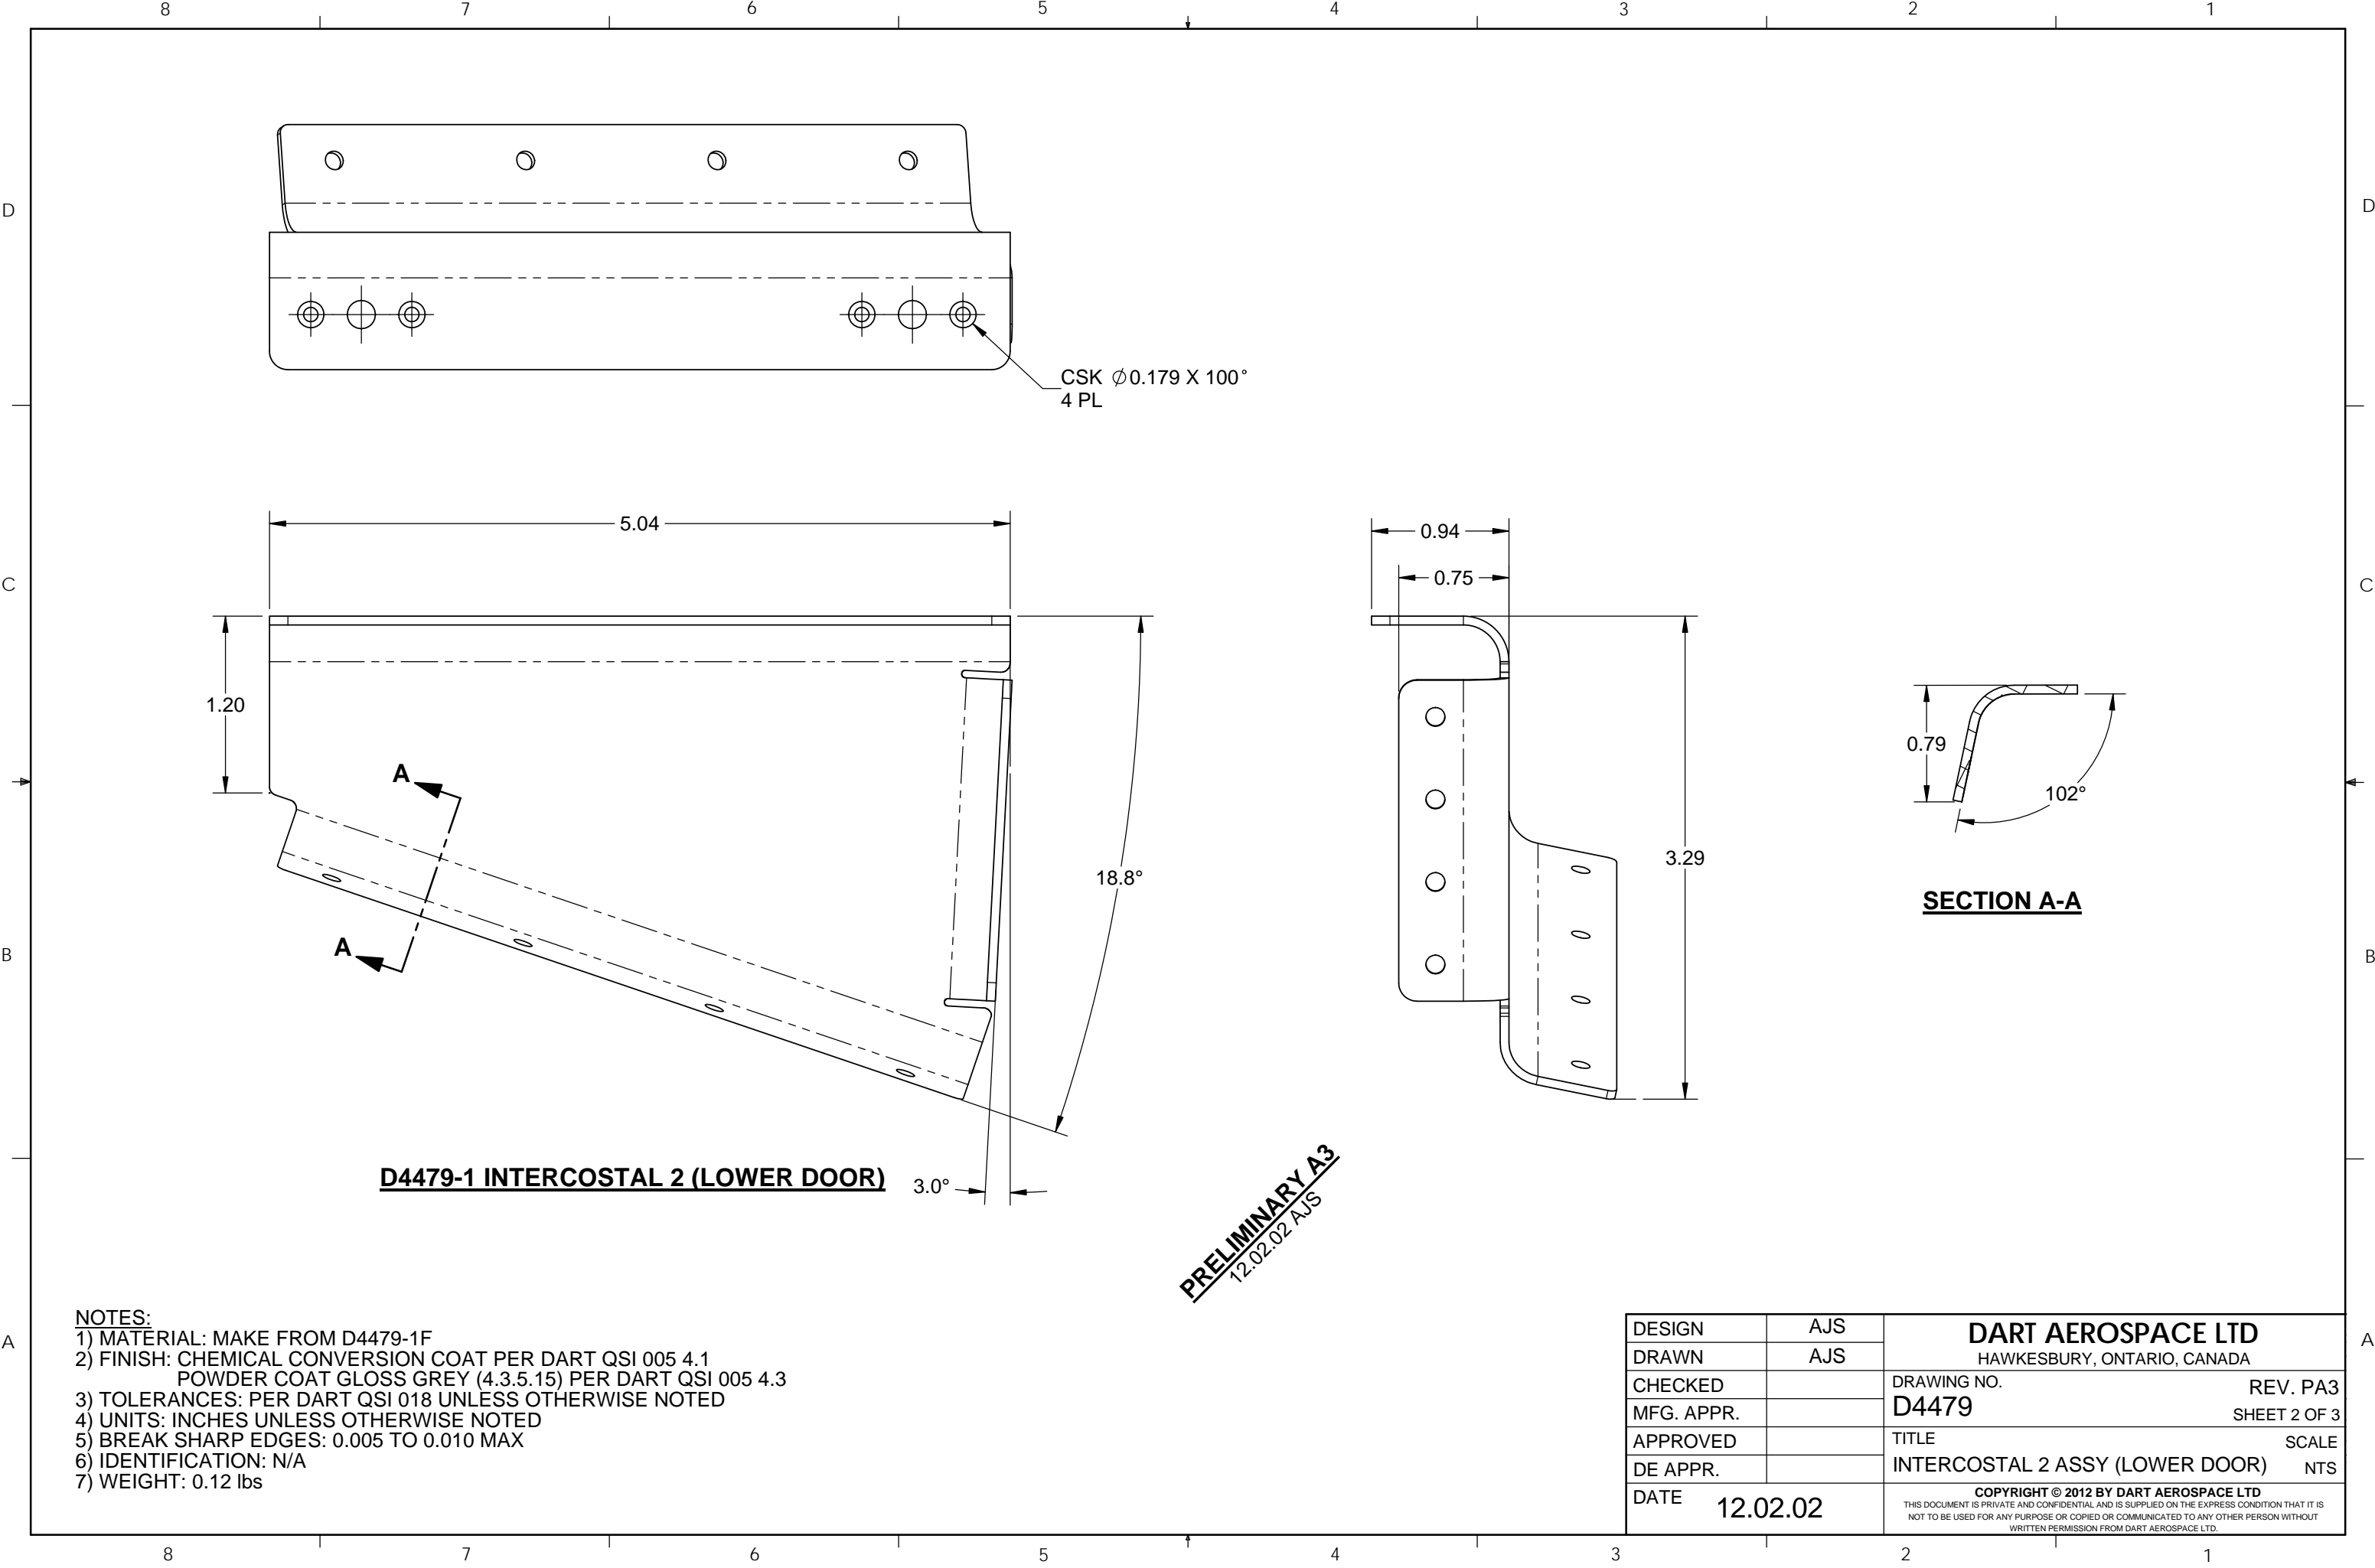 8 7 6 5 4 3 2 1
D D
CSK ∅0.179 X 100°
4 PL
5.04
0.94
0.75
C C
1.20
A
A
18.8°
3.29
0.79
102°
SECTION A-A
B B
D4479-1 INTERCOSTAL 2 (LOWER DOOR)
3.0°
PRELIMINARY A3
12.02.02 AJS
NOTES:
1) MATERIAL: MAKE FROM D4479-1F
2) FINISH: CHEMICAL CONVERSION COAT PER DART QSI 005 4.1
POWDER COAT GLOSS GREY (4.3.5.15) PER DART QSI 005 4.3
3) TOLERANCES: PER DART QSI 018 UNLESS OTHERWISE NOTED
4) UNITS: INCHES UNLESS OTHERWISE NOTED
5) BREAK SHARP EDGES: 0.005 TO 0.010 MAX
6) IDENTIFICATION: N/A
7) WEIGHT: 0.12 lbs
A A
DESIGN AJS
DRAWN AJS
CHECKED
MFG. APPR.
APPROVED
DE APPR.
DATE 12.02.02
DART AEROSPACE LTD
HAWKESBURY, ONTARIO, CANADA
DRAWING NO. REV. PA3
D4479 SHEET 2 OF 3
TITLE SCALE
INTERCOSTAL 2 ASSY (LOWER DOOR) NTS
COPYRIGHT © 2012 BY DART AEROSPACE LTD
THIS DOCUMENT IS PRIVATE AND CONFIDENTIAL AND IS SUPPLIED ON THE EXPRESS CONDITION THAT IT IS
NOT TO BE USED FOR ANY PURPOSE OR COPIED OR COMMUNICATED TO ANY OTHER PERSON WITHOUT
WRITTEN PERMISSION FROM DART AEROSPACE LTD.
8 7 6 5 4 3 2 1